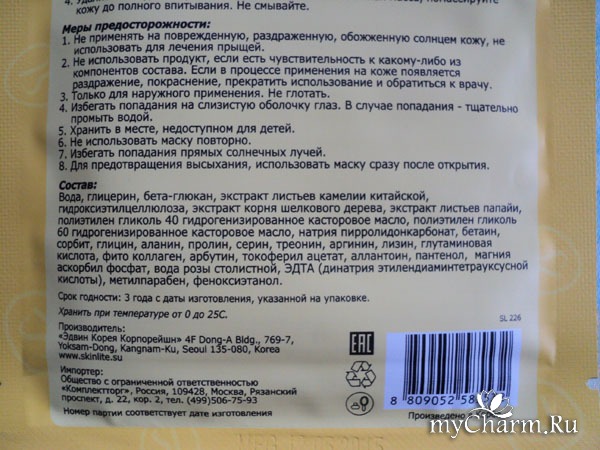 4. Уда
кожу до полного впитывания. Не смывайте.
Меры предосторожности:
1. Не применять на поврежденную, раздраженную, обожженную солнцем кожу, не
использовать для лечения прыщей.
2. Не использовать продукт, если есть чувствительность к какому-либо из
компонентов состава. Если в процессе применения на коже появляется
раздражение, покраснение, прекратить использование и обратиться к врачу.
3. Только для наружного применения. Не глотать.
4. Избегать попадания на слизистую оболочку глаз. В случае попадания - тщательно
промыть водой.
5. Хранить в месте, недоступном для детей.
6. Не использовать маску повторно.
7. Избегать попадания прямых солнечных лучей.
8. Для предотвращения высыхания, использовать маску сразу после открытия.
Состав:
Вода, глицерин, бета-глюкан, экстракт листьев камелии китайской,
гидроксиэтилцеллюлоза, экстракт корня шелкового дерева, экстракт листьев папайи,
полиэтилен гликоль 40 гидрогенизированное касторовое масло, полиэтилен гликоль
60 гидрогенизированное касторовое масло, натрия пирролидонкарбонат, бетаин,
сорбит, глицин, аланин, пролин, серин, треонин, аргинин, лизин, глутаминовая
кислота, фито коллаген, арбутин, токоферил ацетат, аллантоин, пантенол, магния
аскорбил фосфат, вода розы столистной, ЭДТА (динатрия этилендиаминтетрауксусной
кислоты), метилпарабен, феноксиэтанол.
Срок годности: 3 года с даты изготовления, указанной на упаковке.
Хранить при температуре от 0 до 25С.
SL 226
Производитель:
«Эдвин Корея Корпорейшн» 4F Dong-A Bldg., 769-7,
Yoksam-Dong, Kangnam-Ku, Seoul 135-080, Korea
www.skinlite.su
EAC
Импортер:
Общество с ограниченной ответственностью
«Комплектторг», Россия, 109428, Москва, Рязанский
проспект, д. 22, кор. 2, тел. (499)506-75-93
Номер партии соответствует дате изготовления
8 809052 58
Произведено
myCharm.Ru